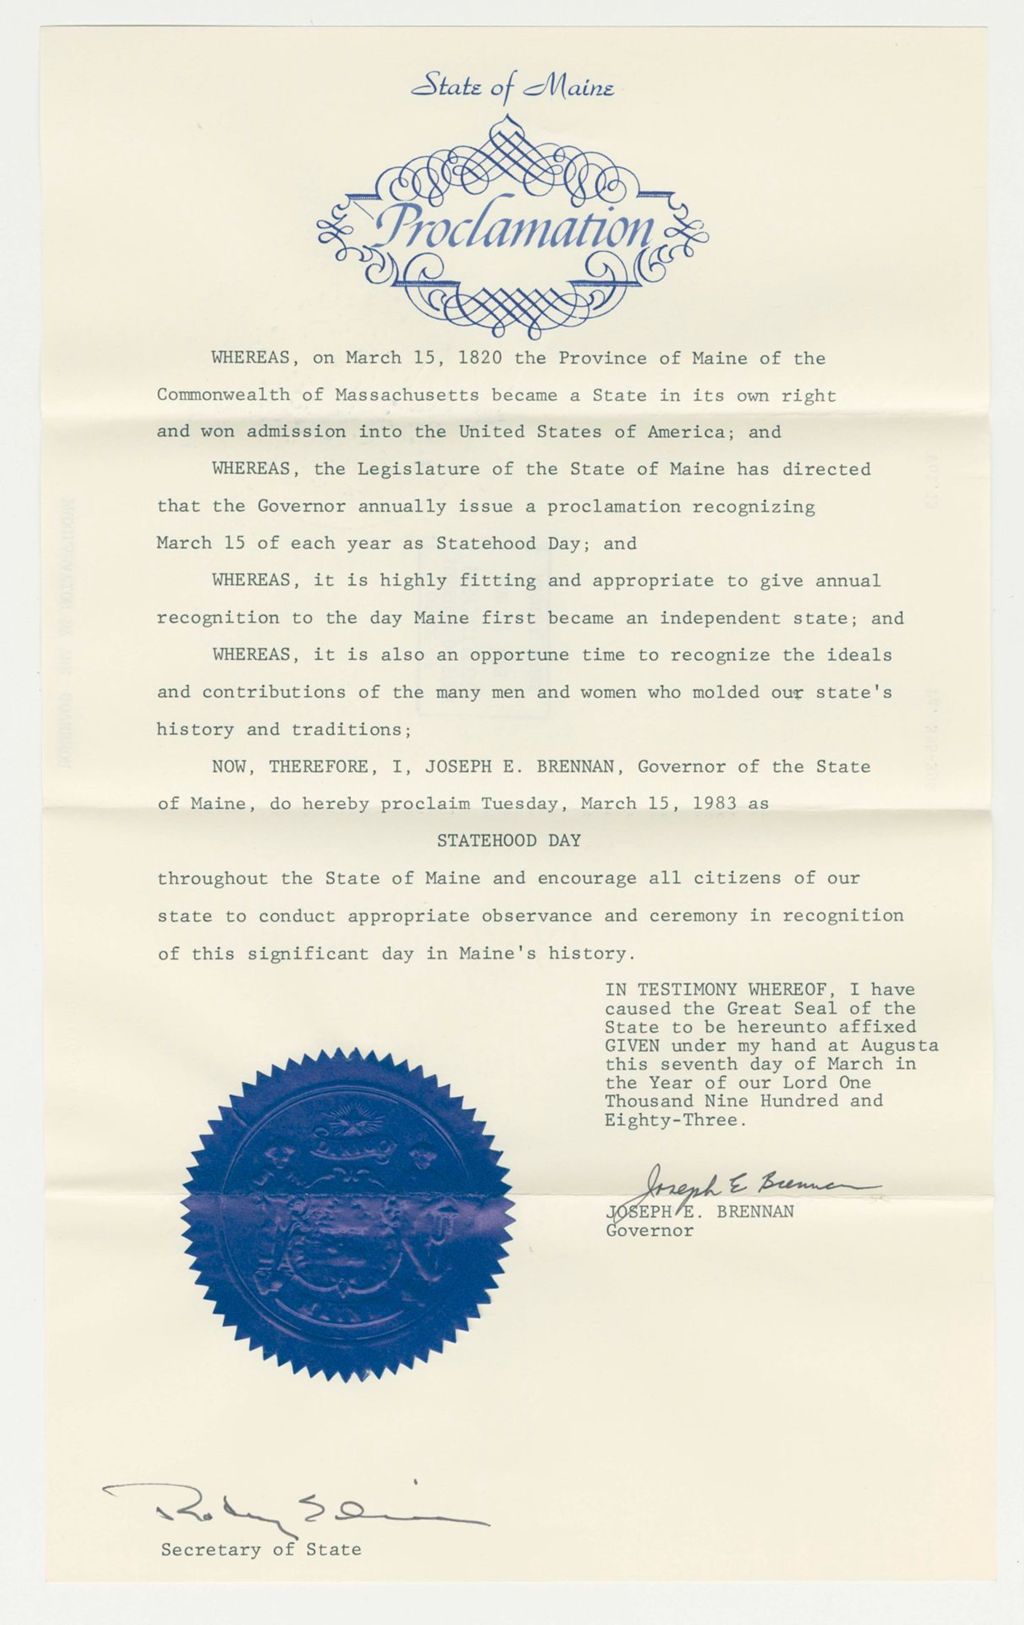 State of Maine
Proclamation
WHEREAS, on March 15, 1820 the Province of Maine of the
Commonwealth of Massachusetts became a State in its own right
and won admission into the United States of America; and
WHEREAS, the Legislature of the State of Maine has directed
that the Governor annually issue a proclamation recognizing
March 15 of each year as Statehood Day; and
WHEREAS, it is highly fitting and appropriate to give annual
recognition to the day Maine first became an independent state; and
WHEREAS, it is also an opportune time to recognize the ideals
and contributions of the many men and women who molded our state's
history and traditions;
NOW, THEREFORE, I, JOSEPH E. BRENNAN, Governor of the State
of Maine, do hereby proclaim Tuesday, March 15, 1983 as
STATEHOOD DAY
throughout the State of Maine and encourage all citizens of our
state to conduct appropriate observance and ceremony in recognition
of this significant day in Maine's history.
IN TESTIMONY WHEREOF, I have
caused the Great Seal of the
State to be hereunto affixed
GIVEN under my hand at Augusta
this seventh day of March in
the Year of our Lord One
Thousand Nine Hundred and
Eighty-Three.
Joseph E Brennan
JOSEPH E. BRENNAN
Governor
Secretary of State